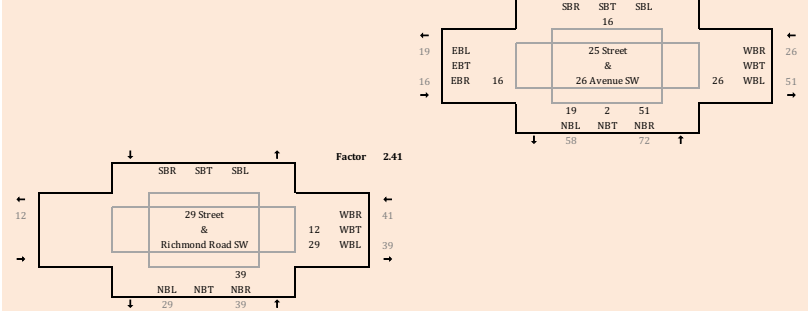 SBR SBT SBL
16
19 EBL 25 Street WBR 26
EBT & WBT
16 EBR 16 26 Avenue SW 26 WBL 51
19 2 51
NBL NBT NBR
58 72
Factor 2.41
SBR SBT SBL
12 29 Street WBR 41
& 12 WBT
Richmond Road SW 29 WBL 39
39
NBL NBT NBR
29 39